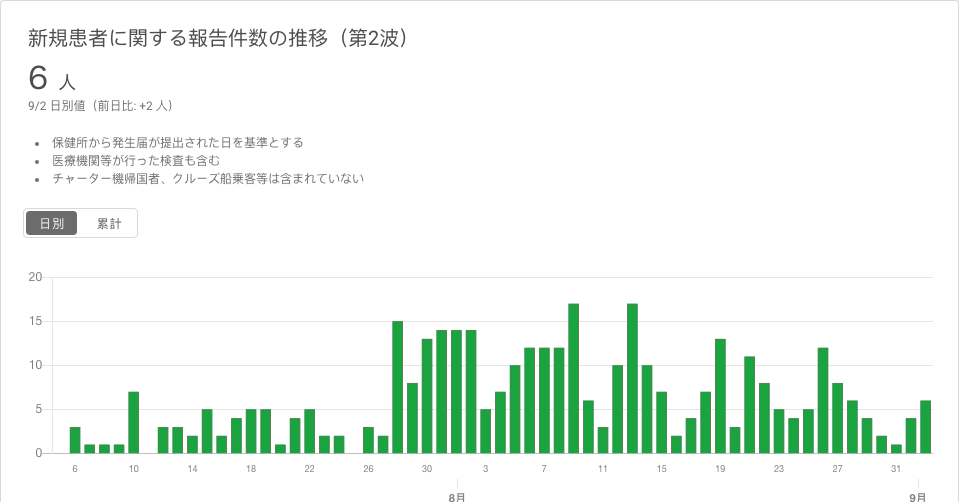 新規患者に関する報告件数の推移（第2波）
6 人
9/2 日別値（前日比: +2 人）
保健所から発生届が提出された日を基準とする
医療機関等が行った検査も含む
チャーター機帰国者、クルーズ船乗客等は含まれていない
日別 累計
20
15
10
5
0
6 10 14 18 22 26 30 3 7 11 15 19 23 27 31
8月 9月